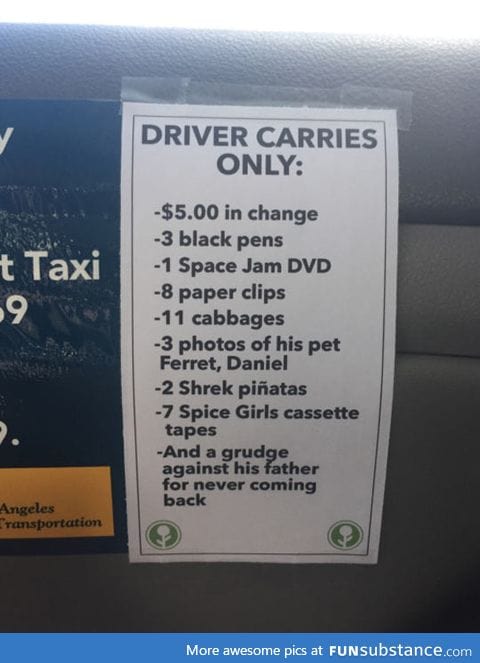 DRIVER CARRIES
ONLY:
-$5.00 in change
-3 black pens
-1 Space Jam DVD
-8 paper clips
-11 cabbages
-3 photos of his pet
Ferret, Daniel
-2 Shrek piñatas
-7 Spice Girls cassette
tapes
-And a grudge
against his father
for never coming
back
y
t Taxi
9
9.
Angeles
Transportation
More awesome pics at FUNsubstance.com